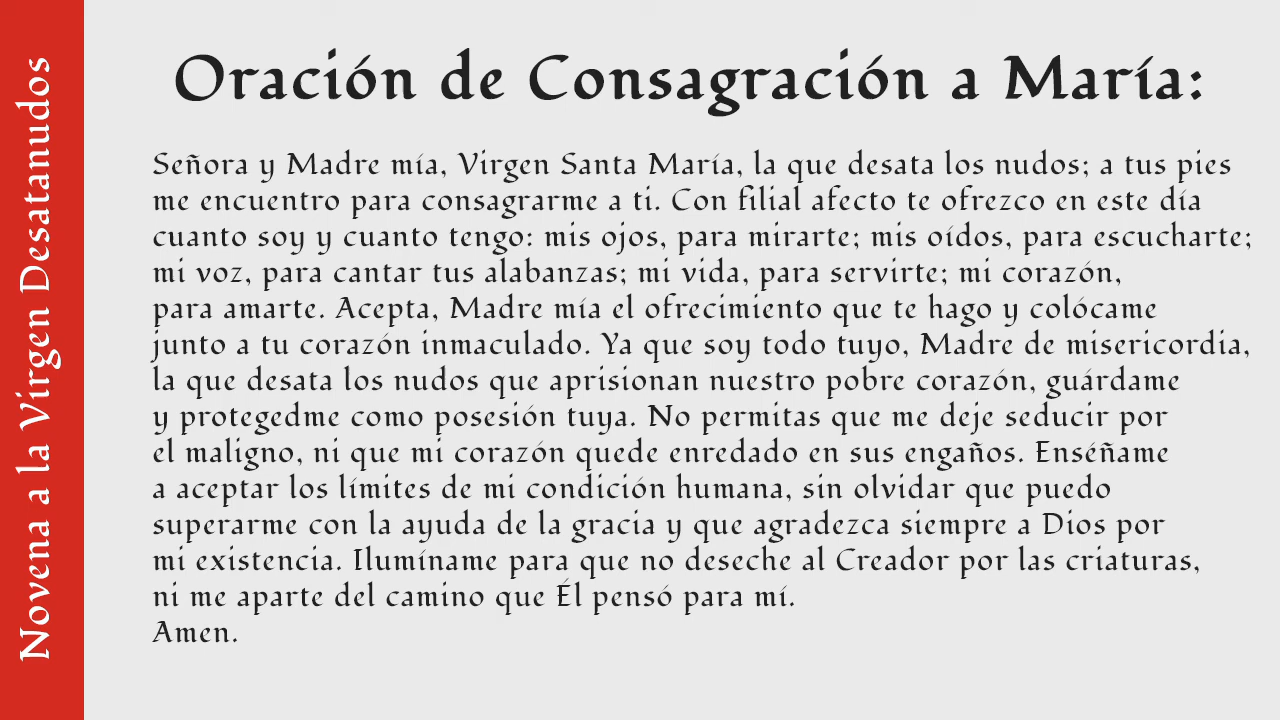 Novena a la Virgen Desatanudos
Oración de Consagración a María:
Señora y Madre mía, Virgen Santa María, la que desata los nudos; a tus pies
me encuentro para consagrarme a ti. Con filial afecto te ofrezco en este día
cuanto soy y cuanto tengo: mis ojos, para mirarte; mis oídos, para escucharte;
mi voz, para cantar tus alabanzas; mi vida, para servirte; mi corazón,
para amarte. Acepta, Madre mía el ofrecimiento que te hago y colócame
junto a tu corazón inmaculado. Ya que soy todo tuyo, Madre de misericordia,
la que desata los nudos que aprisionan nuestro pobre corazón, guárdame
y protegedme como posesión tuya. No permitas que me deje seducir por
el maligno, ni que mi corazón quede enredado en sus engaños. Enséñame
a aceptar los límites de mi condición humana, sin olvidar que puedo
superarme con la ayuda de la gracia y que agradezca siempre a Dios por
mi existencia. Ilumíname para que no deseche al Creador por las criaturas,
ni me aparte del camino que Él pensó para mí.
Amen.